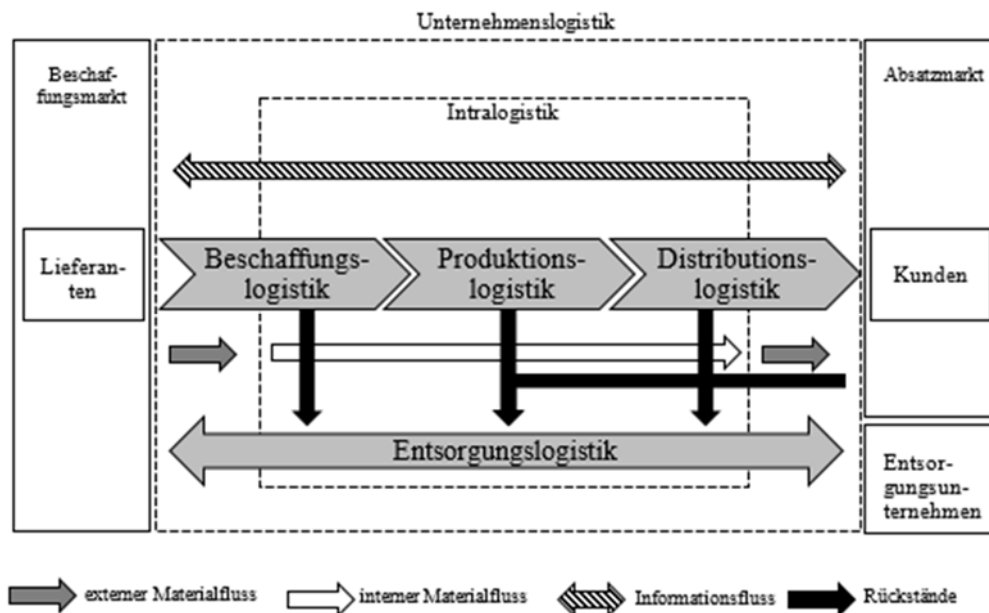 Unternehmenslogistik
Beschaf-
fungsmarkt
Absatzmarkt
Intralogistik
Lieferan-
ten
Beschaffungs-
logistik
Produktions-
logistik
Distributions-
logistik
Kunden
Entsorgungslogistik
Entsor-
gungsun-
ternehmen
externer Materialfluss
interner Materialfluss
Informationsfluss
Rückstände